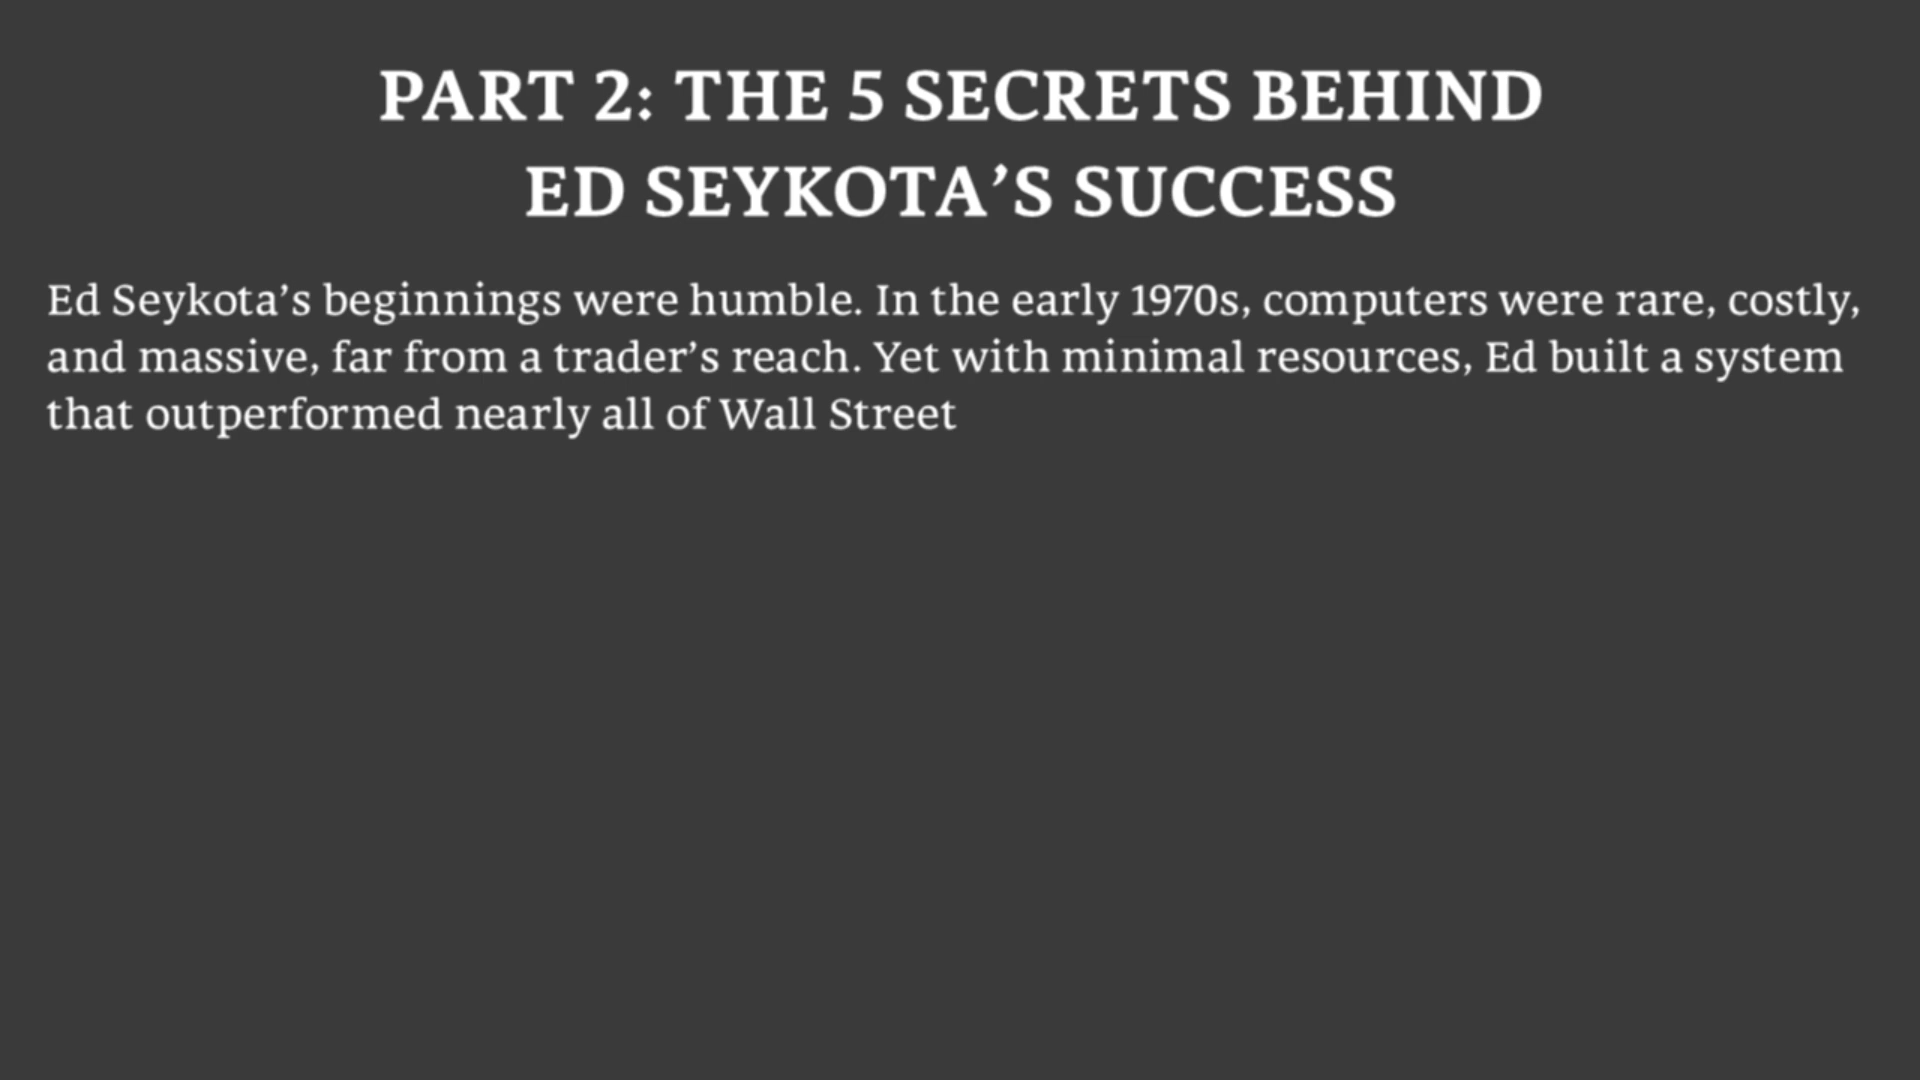 PART 2: THE 5 SECRETS BEHIND
ED SEYKOTA’S SUCCESS
Ed Seykota’s beginnings were humble. In the early 1970s, computers were rare, costly,
and massive, far from a trader’s reach. Yet with minimal resources, Ed built a system
that outperformed nearly all of Wall Street